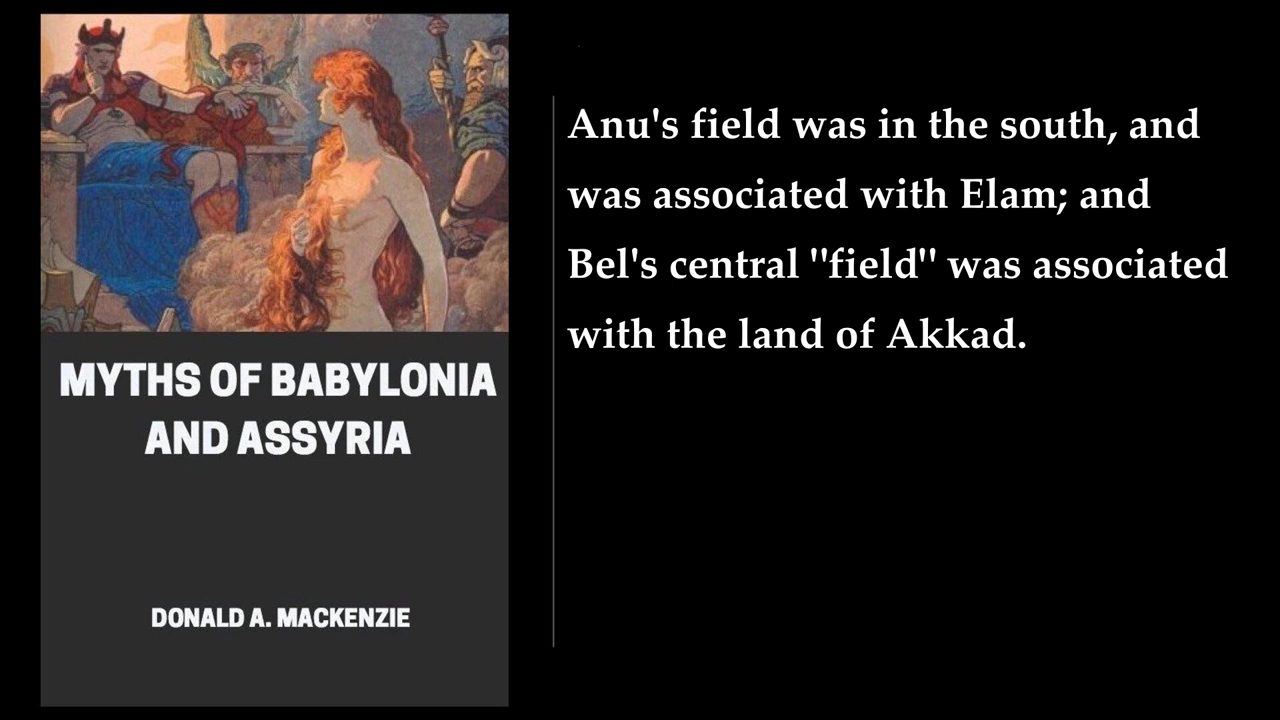 MYTHS OF BABYLONIA
AND ASSYRIA
DONALD A. MACKENZIE
Anu's field was in the south, and
was associated with Elam; and
Bel's central "field" was associated
with the land of Akkad.